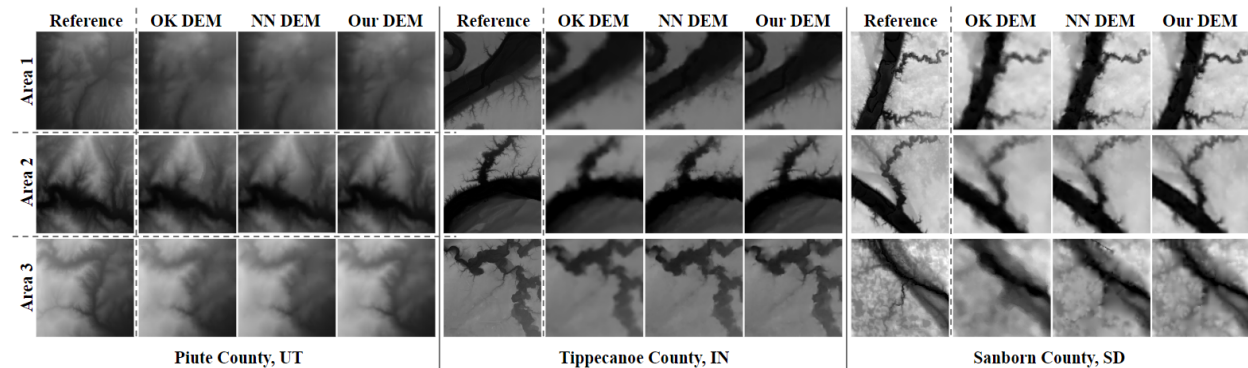 Reference OK DEM NN DEM Our DEM Reference OK DEM NN DEM Our DEM Reference OK DEM NN DEM Our DEM
Area 1
Area 2
Area 3
Piute County, UT Tippecanoe County, IN Sanborn County, SD